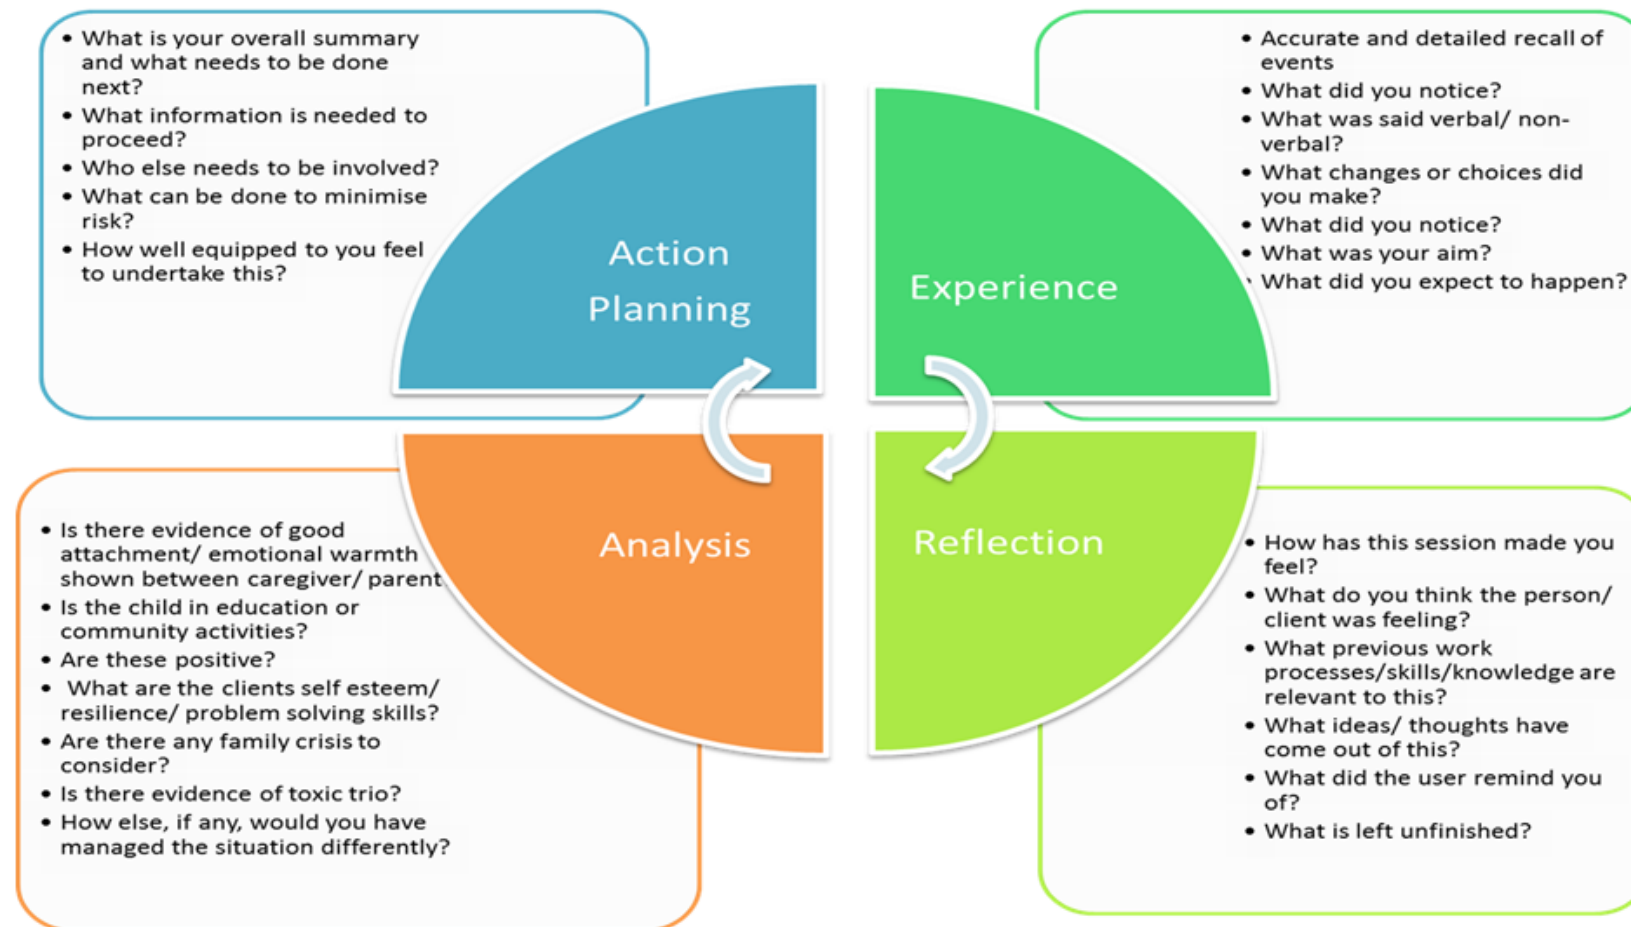 • What is your overall summary
and what needs to be done
next?
• What information is needed to
proceed?
• Who else needs to be involved?
• What can be done to minimise
risk?
• How well equipped to you feel
to undertake this?
Action
Planning
Experience
• Accurate and detailed recall of
events
• What did you notice?
• What was said verbal/ non-
verbal?
• What changes or choices did
you make?
• What did you notice?
• What was your aim?
• What did you expect to happen?
• Is there evidence of good
attachment/ emotional warmth
shown between caregiver/ parent
• Is the child in education or
community activities?
• Are these positive?
• What are the clients self esteem/
resilience/ problem solving skills?
• Are there any family crisis to
consider?
• Is there evidence of toxic trio?
• How else, if any, would you have
managed the situation differently?
Analysis
Reflection
• How has this session made you
feel?
• What do you think the person/
client was feeling?
• What previous work
processes/skills/knowledge are
relevant to this?
• What ideas/ thoughts have
come out of this?
• What did the user remind you
of?
• What is left unfinished?